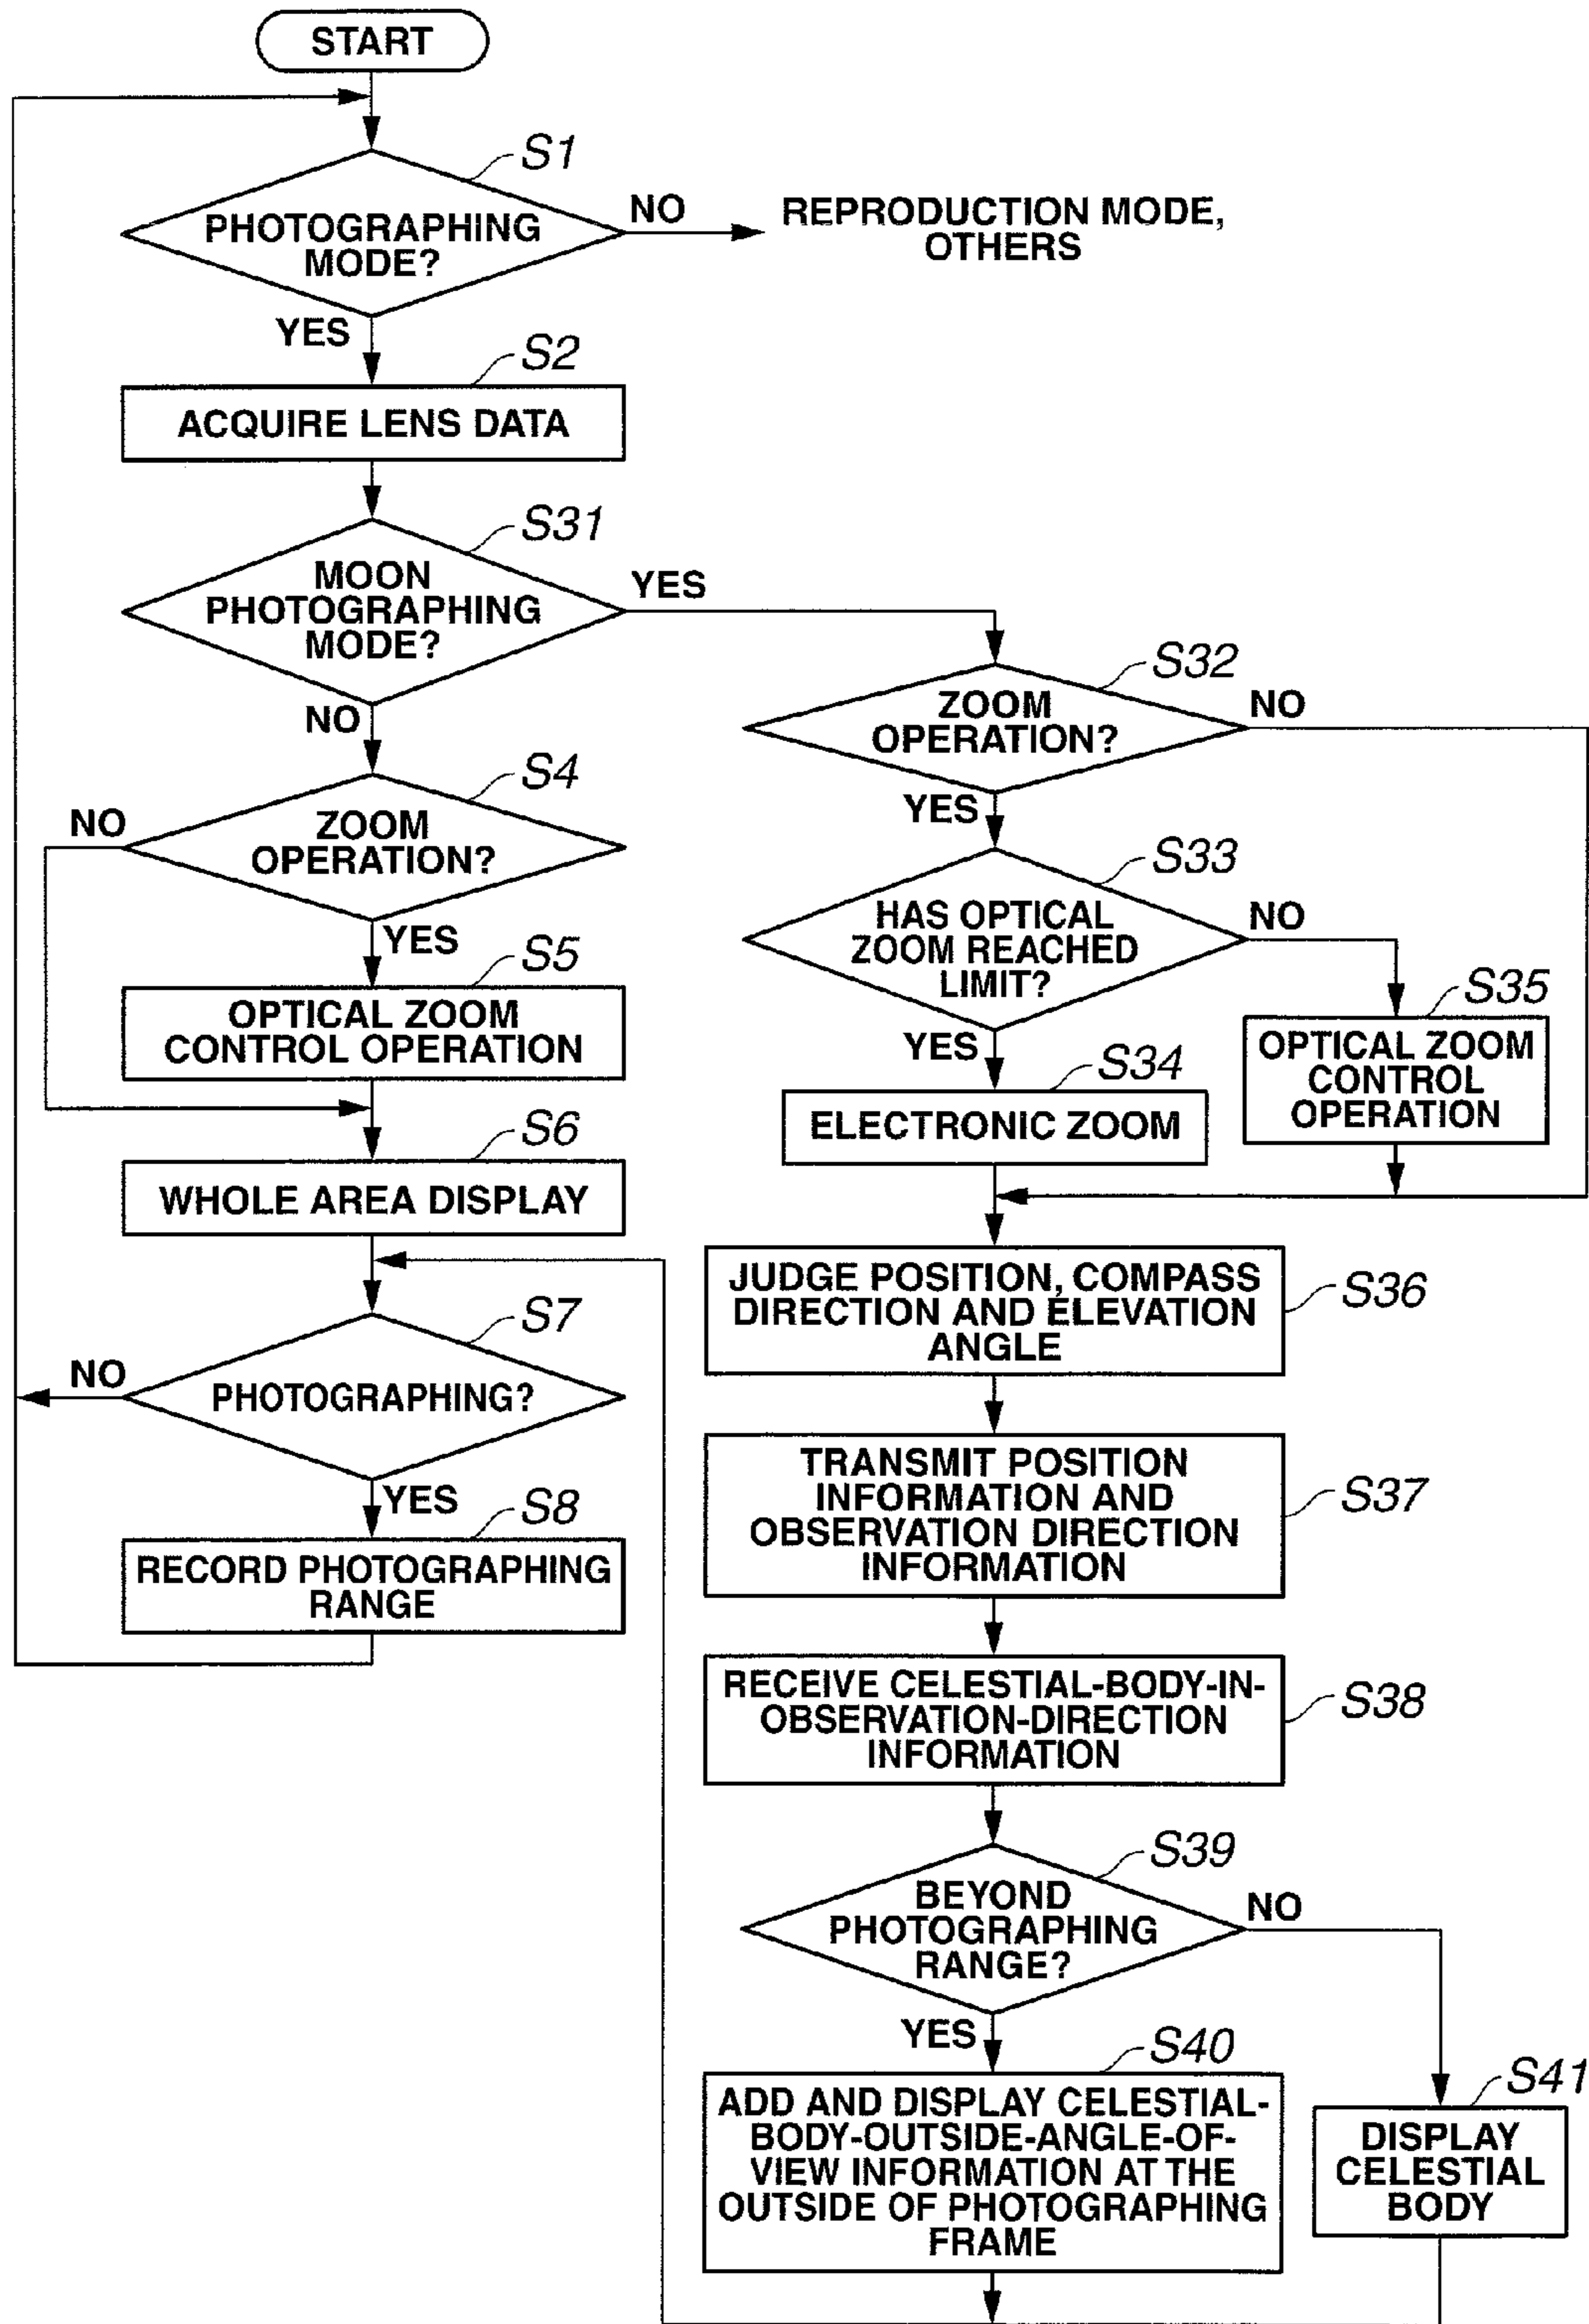 START
S1
PHOTOGRAPHING
MODE?
NO
REPRODUCTION MODE,
OTHERS
YES
S2
ACQUIRE LENS DATA
S31
MOON
PHOTOGRAPHING
MODE?
YES
NO
S4
ZOOM
OPERATION?
NO
YES
S5
OPTICAL ZOOM
CONTROL OPERATION
S6
WHOLE AREA DISPLAY
S7
PHOTOGRAPHING?
NO
YES
S8
RECORD PHOTOGRAPHING
RANGE
S32
ZOOM
OPERATION?
NO
YES
S33
HAS OPTICAL
ZOOM REACHED
LIMIT?
NO
YES
S34
ELECTRONIC ZOOM
S35
OPTICAL ZOOM
CONTROL
OPERATION
JUDGE POSITION, COMPASS
DIRECTION AND ELEVATION
ANGLE
S36
TRANSMIT POSITION
INFORMATION AND
OBSERVATION DIRECTION
INFORMATION
S37
RECEIVE CELESTIAL-BODY-IN-
OBSERVATION-DIRECTION
INFORMATION
S38
S39
BEYOND
PHOTOGRAPHING
RANGE?
NO
YES
S40
ADD AND DISPLAY CELESTIAL-
BODY-OUTSIDE-ANGLE-OF-
VIEW INFORMATION AT THE
OUTSIDE OF PHOTOGRAPHING
FRAME
S41
DISPLAY
CELESTIAL
BODY